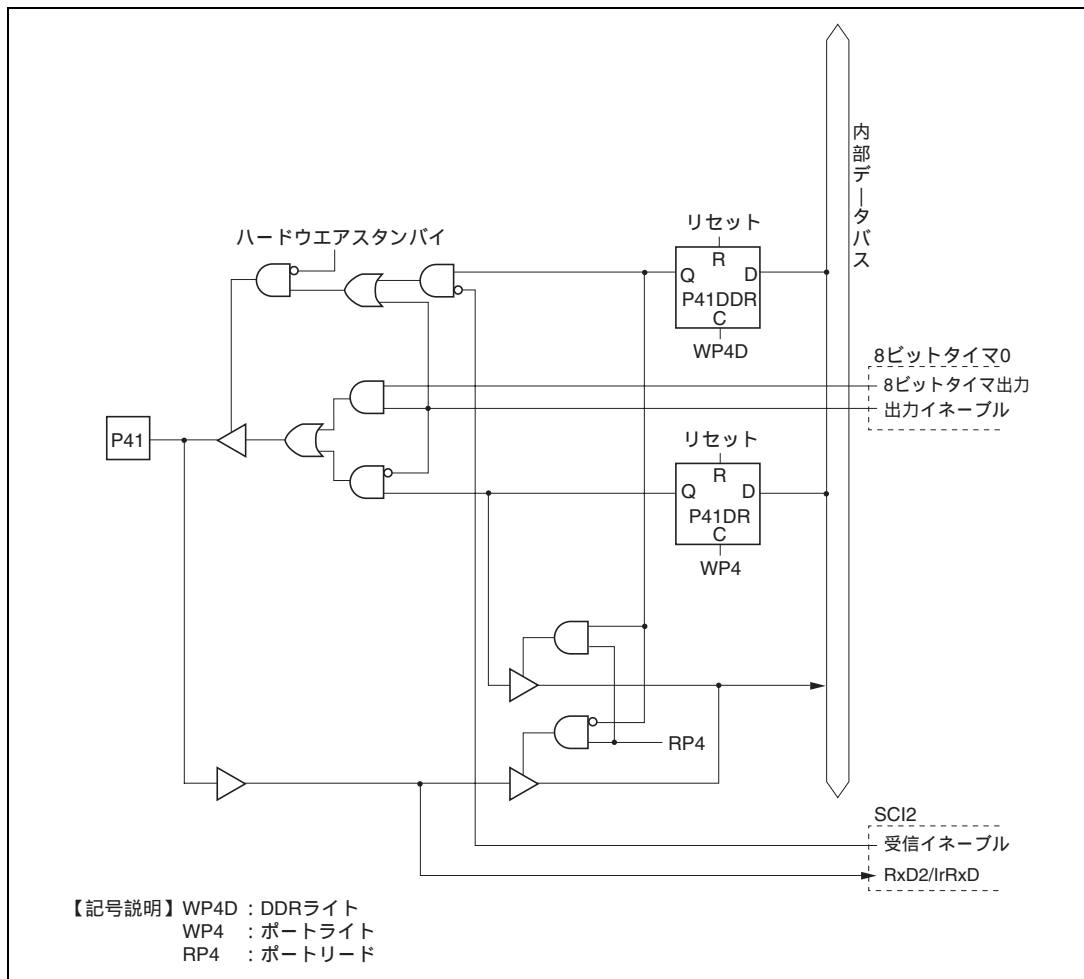 内部データバス
リセット
ハードウエアスタンバイ
R
Q D
P41DDR
C
WP4D
8ビットタイマ0
8ビットタイマ出力
出力イネーブル
P41
リセット
R
Q D
P41DR
C
WP4
RP4
SCI2
受信イネーブル
RxD2/IrRxD
【記号説明】WP4D : DDRライト
WP4 : ポートライト
RP4 : ポートリード